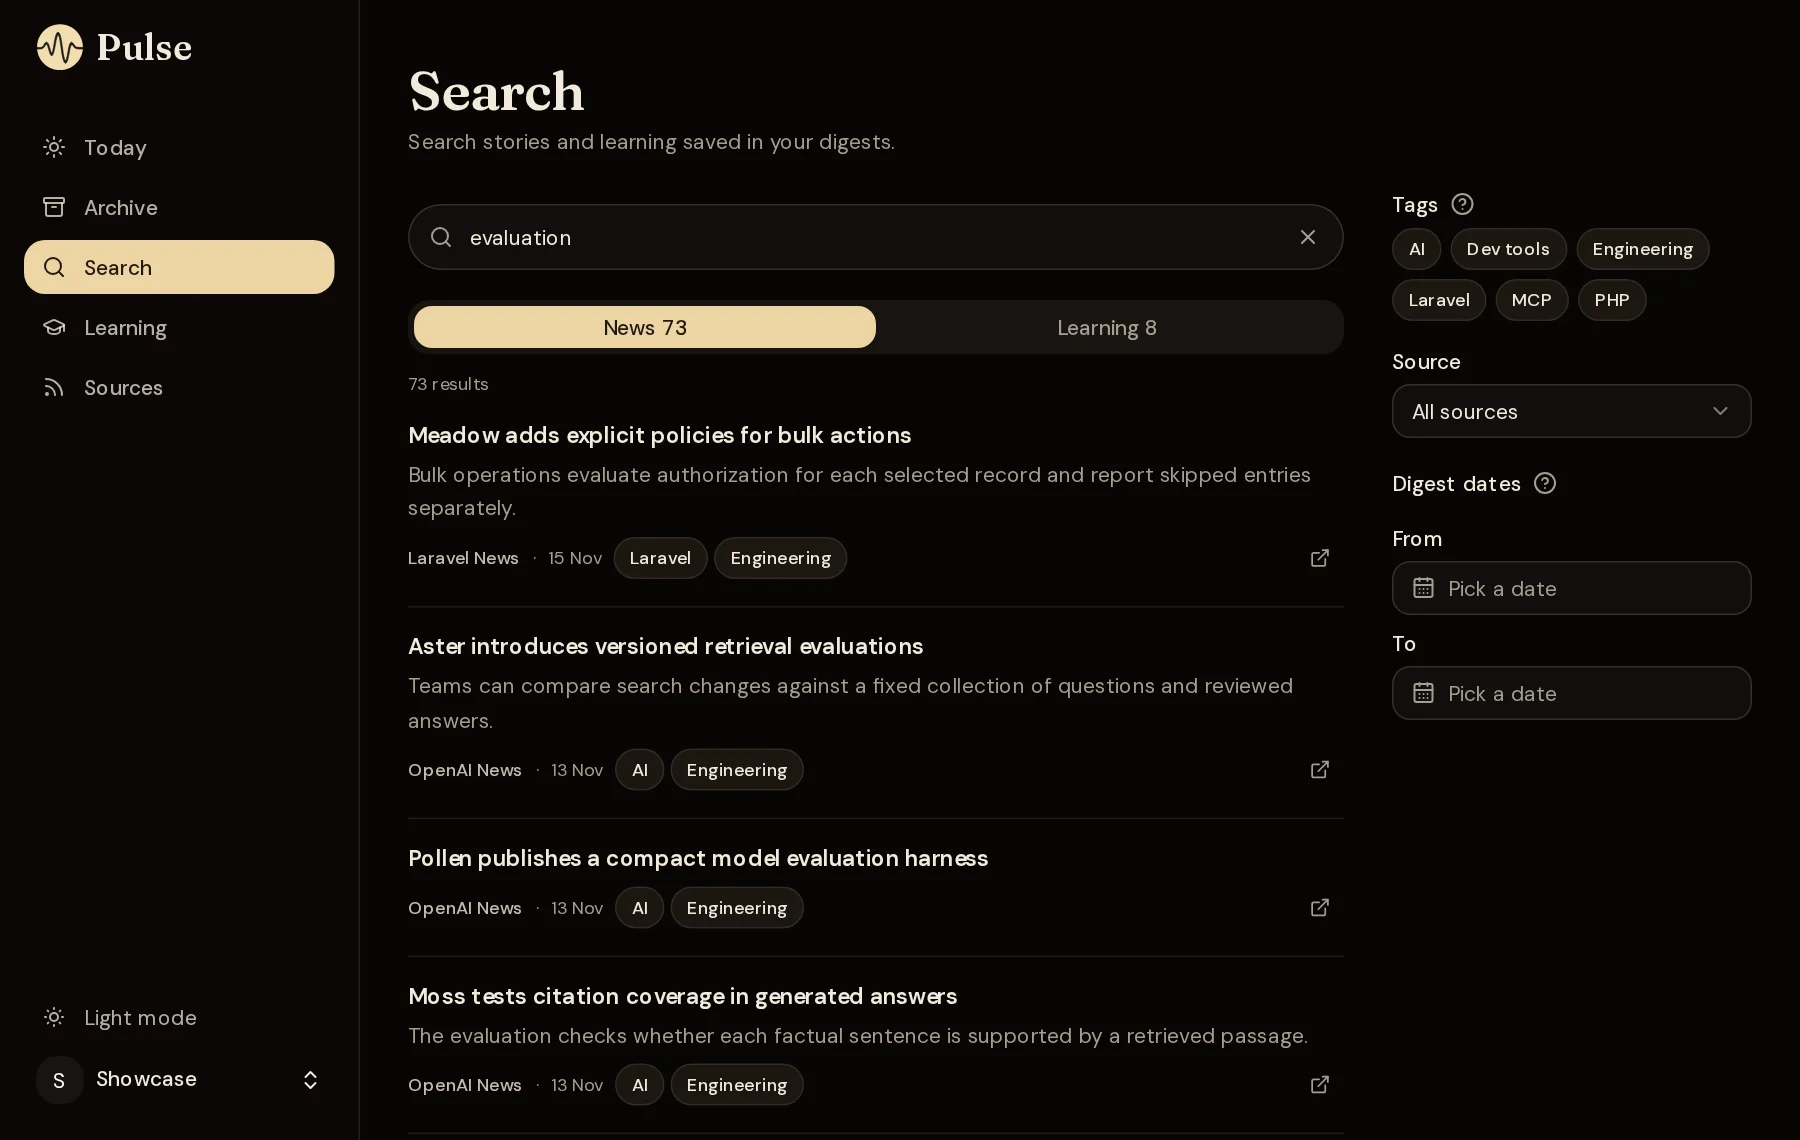 Pulse
Today
Archive
Search
Learning
Sources
Light mode
S
Showcase
Search
Search stories and learning saved in your digests.
evaluation
News 73
Learning 8
73 results
Meadow adds explicit policies for bulk actions
Bulk operations evaluate authorization for each selected record and report skipped entries
separately.
Laravel News · 15 Nov Laravel Engineering
Aster introduces versioned retrieval evaluations
Teams can compare search changes against a fixed collection of questions and reviewed
answers.
OpenAI News · 13 Nov AI Engineering
Pollen publishes a compact model evaluation harness
OpenAI News · 13 Nov AI Engineering
Moss tests citation coverage in generated answers
The evaluation checks whether each factual sentence is supported by a retrieved passage.
OpenAI News · 13 Nov AI Engineering
Tags
AI Dev tools Engineering
Laravel MCP PHP
Source
All sources
Digest dates
From
Pick a date
To
Pick a date